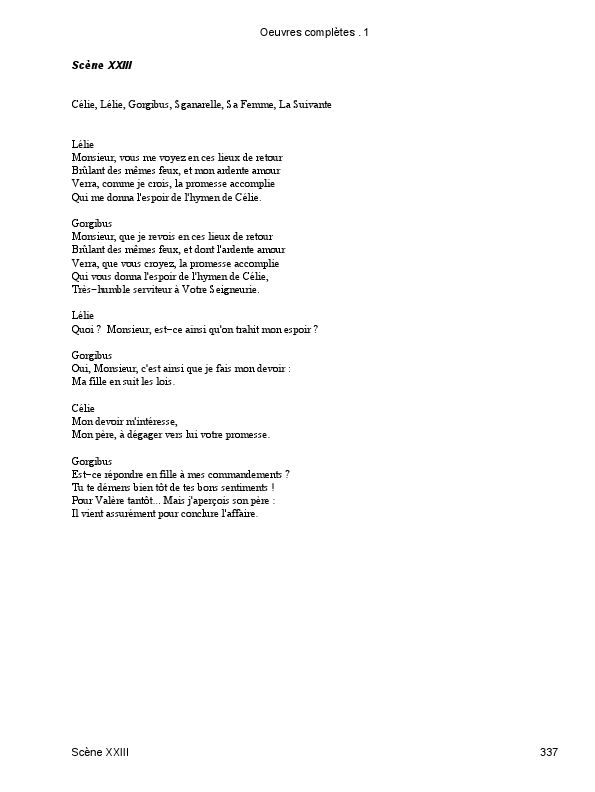 Oeuvres complètes . 1
Scène XXIII
Célie, Lélie, Gorgibus, Sganarelle, Sa Femme, La Suivante
Lélie
Monsieur, vous me voyez en ces lieux de retour
Brûlant des mêmes feux, et mon ardente amour
Verra, comme je crois, la promesse accomplie
Qui me donna l'espoir de l'hymen de Célie.
Gorgibus
Monsieur, que je revois en ces lieux de retour
Brûlant des mêmes feux, et dont l'ardente amour
Verra, que vous croyez, la promesse accomplie
Qui vous donna l'espoir de l'hymen de Célie,
Très−humble serviteur à Votre Seigneurie.
Lélie
Quoi ?  Monsieur, est−ce ainsi qu'on trahit mon espoir ?
Gorgibus
Oui, Monsieur, c'est ainsi que je fais mon devoir :
Ma fille en suit les lois.
Célie
Mon devoir m'intéresse,
Mon père, à dégager vers lui votre promesse.
Gorgibus
Est−ce répondre en fille à mes commandements ?
Tu te démens bien tôt de tes bons sentiments !
Pour Valère tantôt... Mais j'aperçois son père :
Il vient assurément pour conclure l'affaire.
Scène XXIII
337